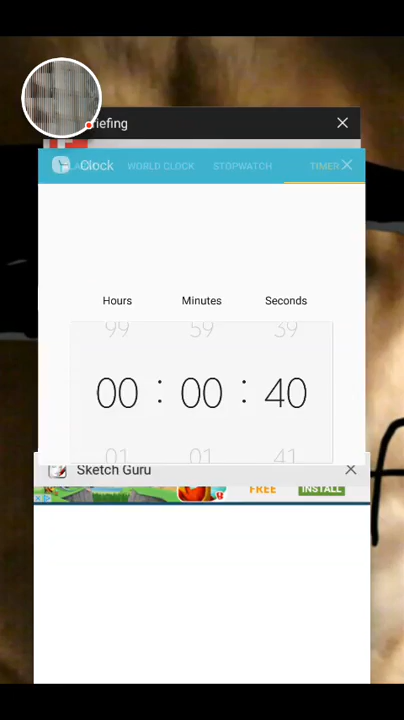 iefing
Clock
WORLD CLOCK STOPWATCH TIMER
Hours Minutes Seconds
99 59 39
00 : 00 : 40
01 01 41
Sketch Guru
FREE INSTALL